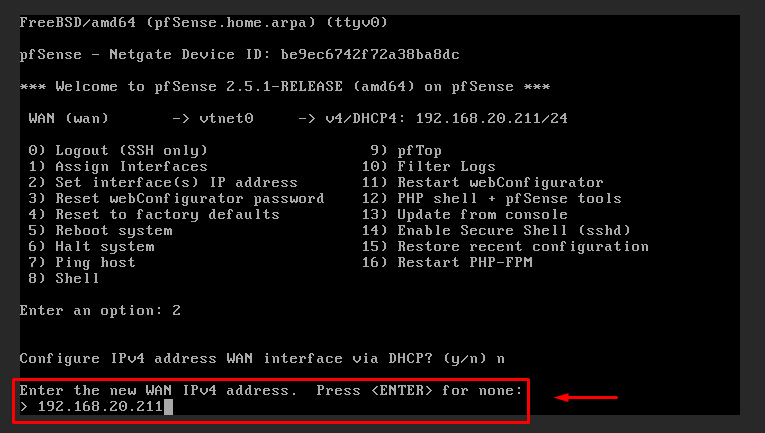 FreeBSD/amd64 (pfSense.home.arpa) (ttyv0)
pfSense - Netgate Device ID: be9ec6742f72a38ba8dc
*** Welcome to pfSense 2.5.1-RELEASE (amd64) on pfSense ***
WAN (wan) -> vtnet0 -> v4/DHCP4: 192.168.20.211/24
0) Logout (SSH only) 9) pfTop
1) Assign Interfaces 10) Filter Logs
2) Set interface(s) IP address 11) Restart webConfigurator
3) Reset webConfigurator password 12) PHP shell + pfSense tools
4) Reset to factory defaults 13) Update from console
5) Reboot system 14) Enable Secure Shell (sshd)
6) Halt system 15) Restore recent configuration
7) Ping host 16) Restart PHP-FPM
8) Shell
Enter an option: 2
Configure IPv4 address WAN interface via DHCP? (y/n) n
Enter the new WAN IPv4 address. Press <ENTER> for none:
> 192.168.20.211